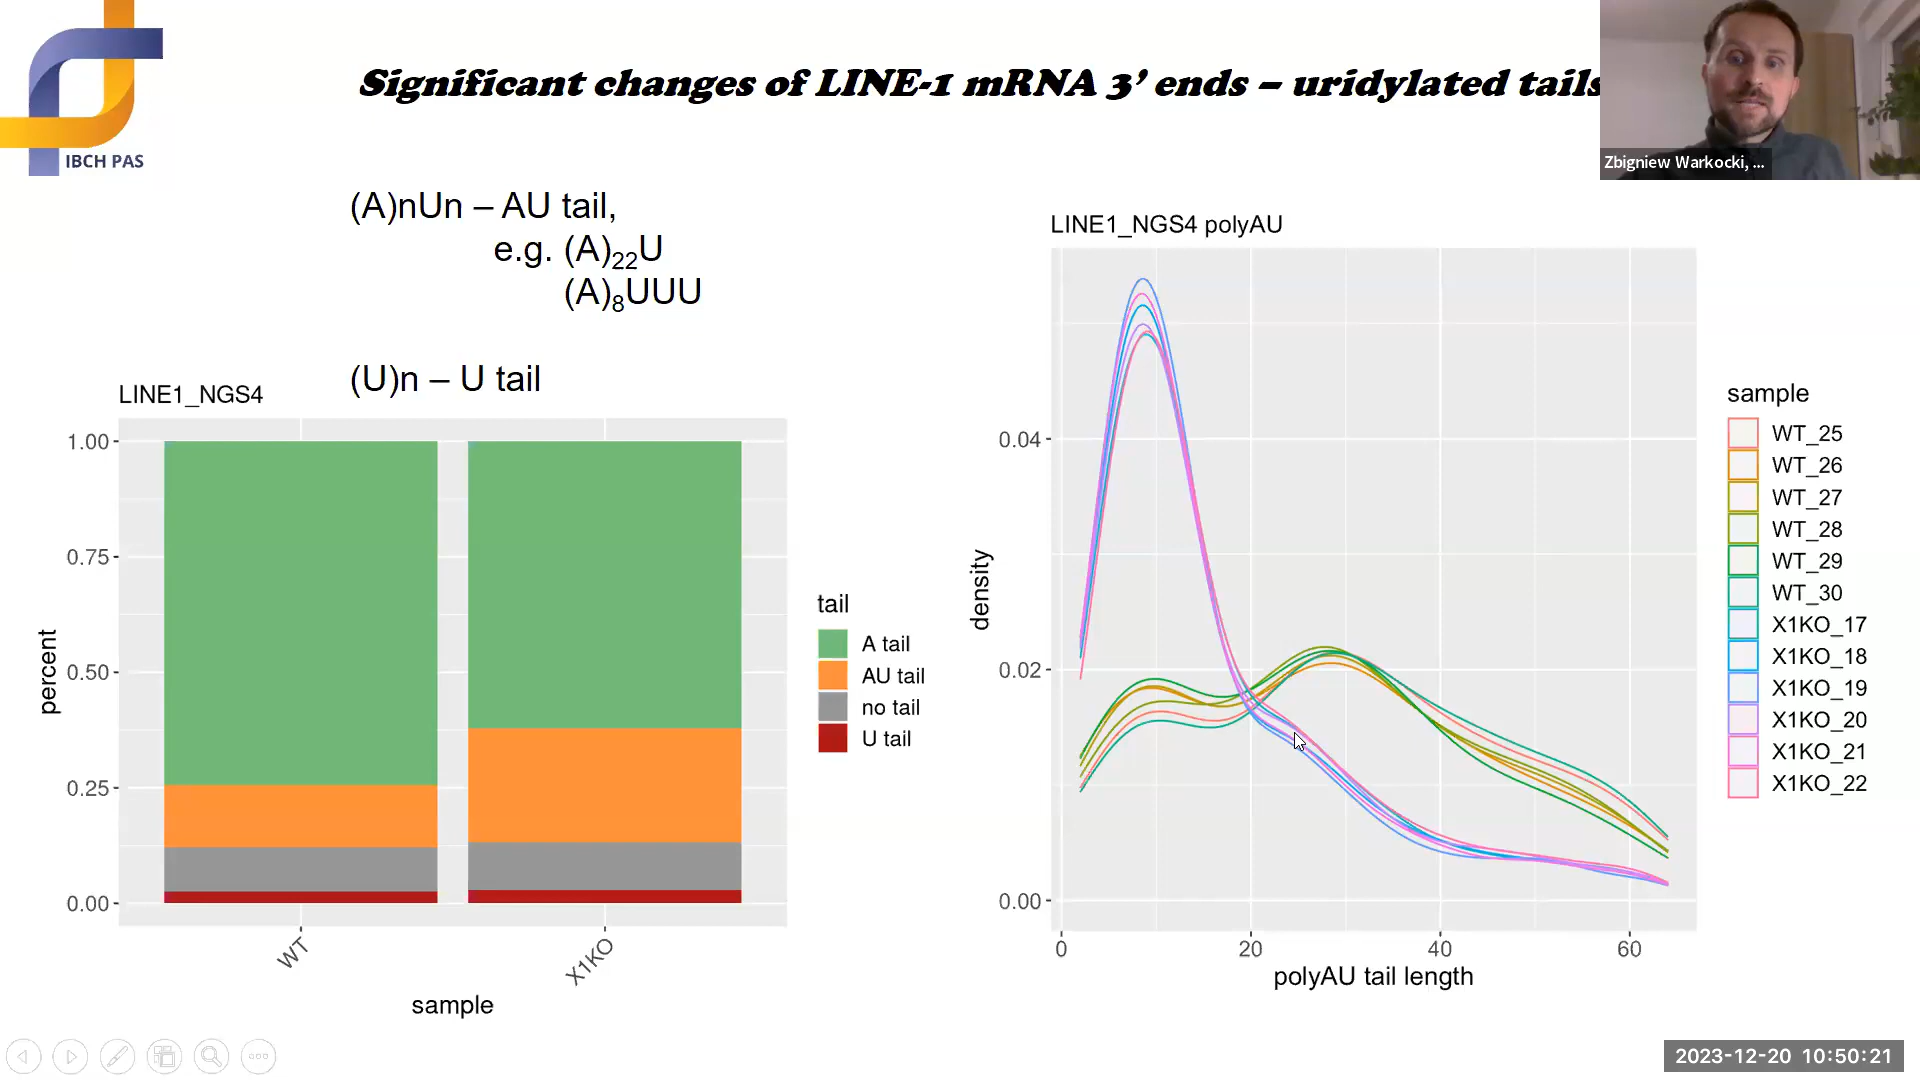 Significant changes of LINE-1 mRNA 3’ ends – uridylated tails
IBCH PAS
Zbigniew Warkocki, ...
(A)nUn – AU tail,
e.g. (A)22U
(A)8UUU
(U)n – U tail
LINE1_NGS4
1.00
0.75
0.50
0.25
0.00
percent
WT
X1KO
sample
tail
A tail
AU tail
no tail
U tail
LINE1_NGS4 polyAU
0.04
0.02
0.00
density
0
20
40
60
polyAU tail length
sample
WT_25
WT_26
WT_27
WT_28
WT_29
WT_30
X1KO_17
X1KO_18
X1KO_19
X1KO_20
X1KO_21
X1KO_22
2023-12-20 10:50:21